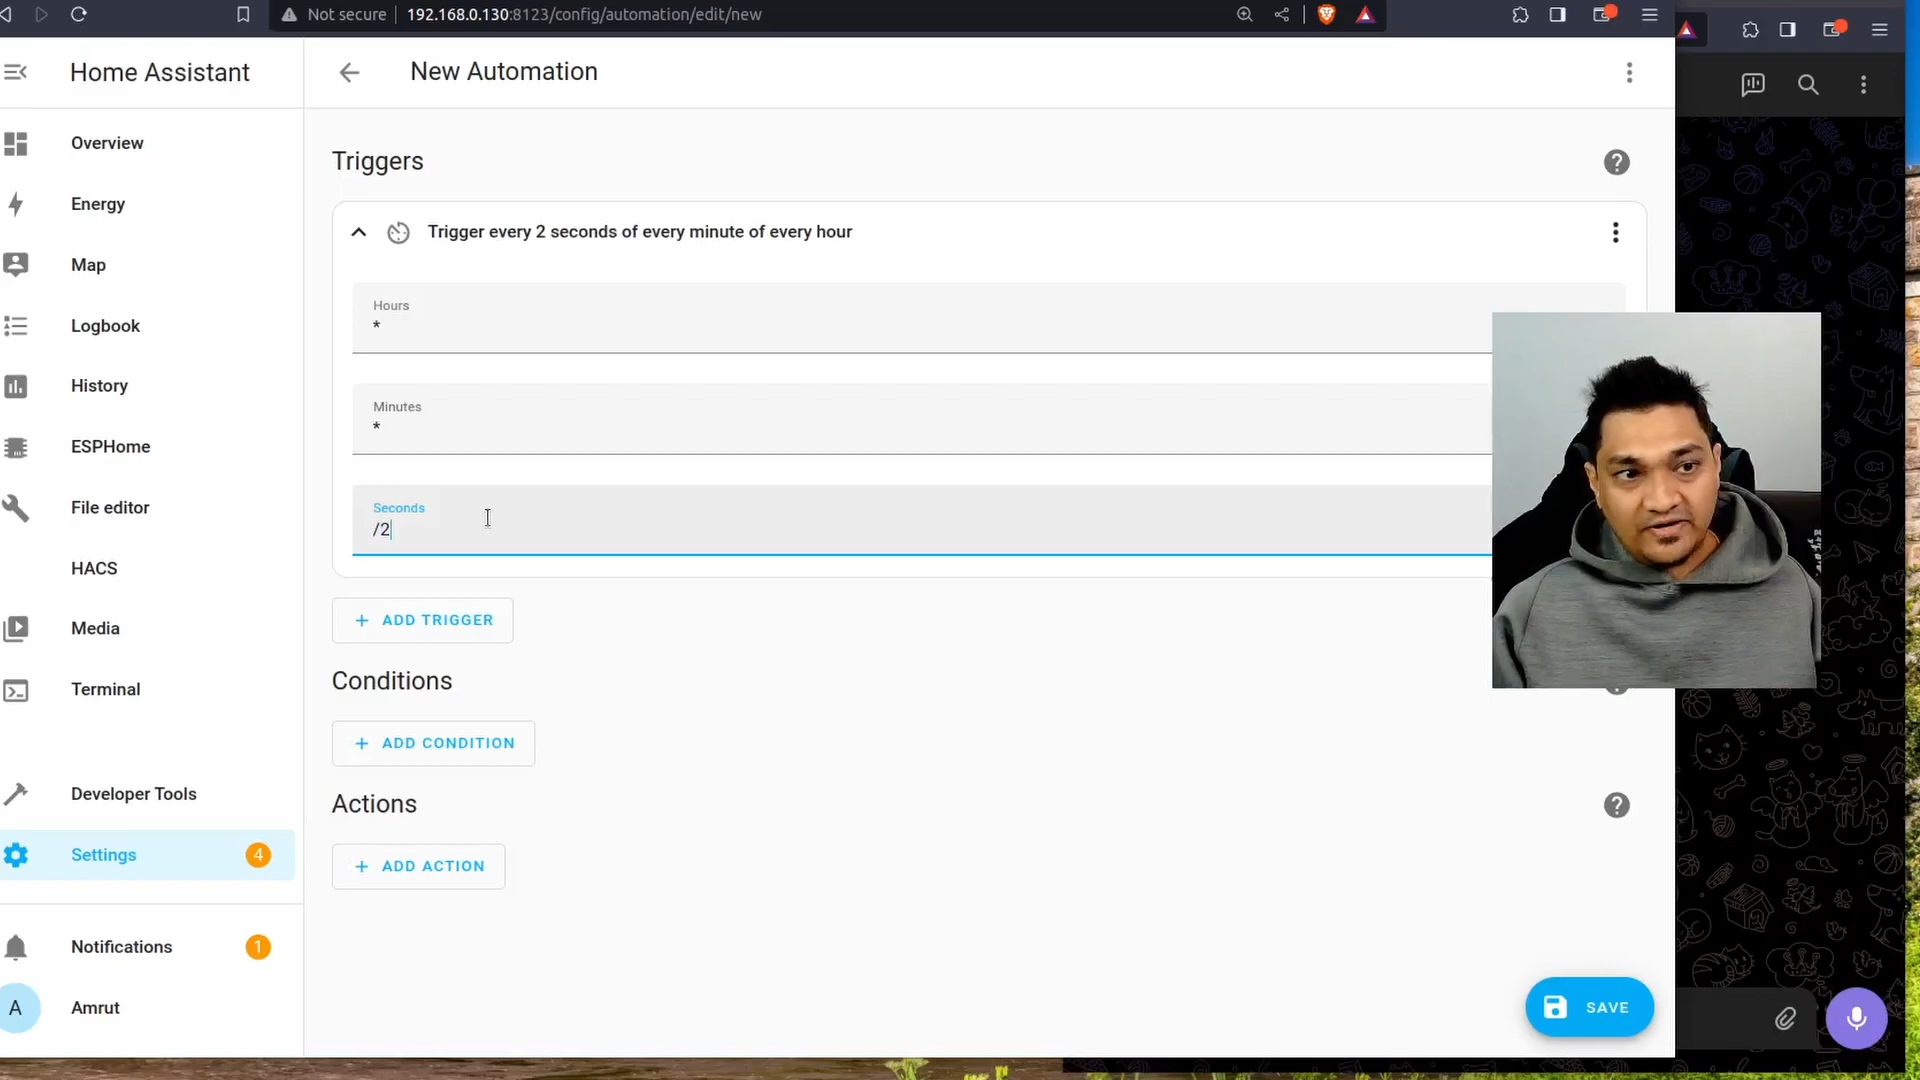 Not secure
192.168.0.130:8123/config/automation/edit/new
Home Assistant
New Automation
Overview
Energy
Map
Logbook
History
ESPHome
File editor
HACS
Media
Terminal
Developer Tools
Settings
4
Notifications
1
A
Amrut
Triggers
Trigger every 2 seconds of every minute of every hour
Hours
*
Minutes
*
Seconds
/2
+ ADD TRIGGER
Conditions
+ ADD CONDITION
Actions
+ ADD ACTION
SAVE